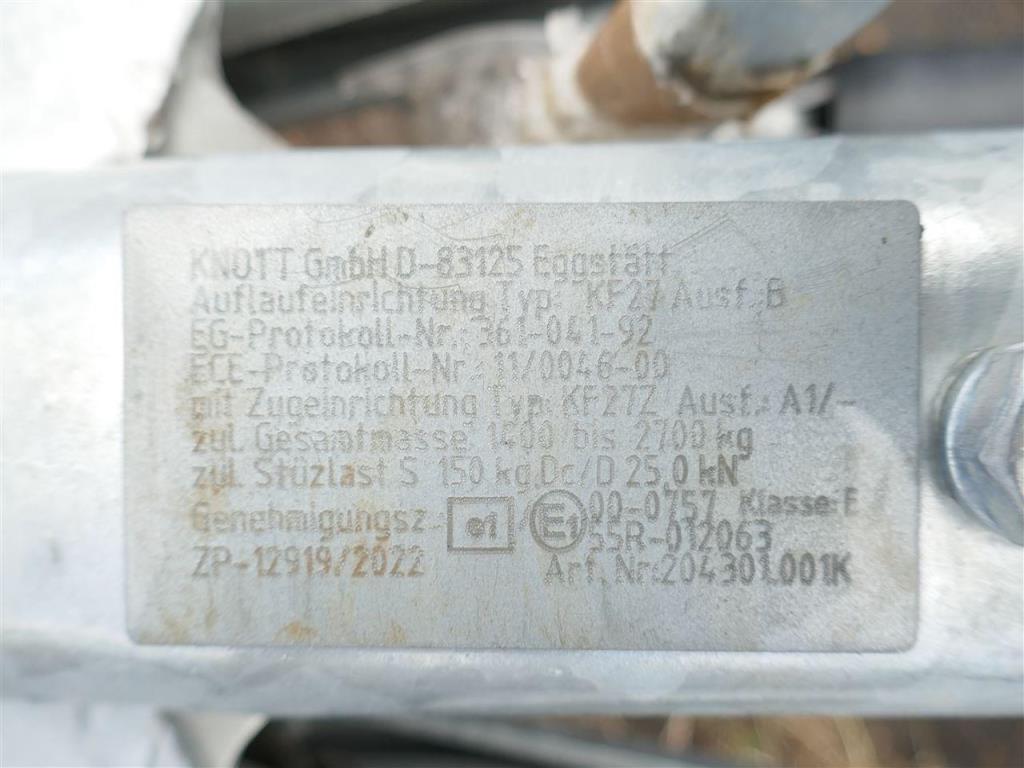 KNOTT GmbH D-83125 Eggstätt
Auflaufeinrichtung Typ: KF27 Ausf.:B
EG-Protokoll-Nr.: 361-041-92
ECE-Protokoll-Nr.: 11/0046-00
mit Zugeinrichtung Typ: KF27Z Ausf.: A1/-
zul. Gesamtmasse 1400 bis 2700 kg
zul. Stüzlast S 150 kg Dc/D 25,0 kN
Genehmigungsz. e1 E1 00-0757 Klasse:E
55R-012063
ZP-12919/2022 Art. Nr:204301.001K